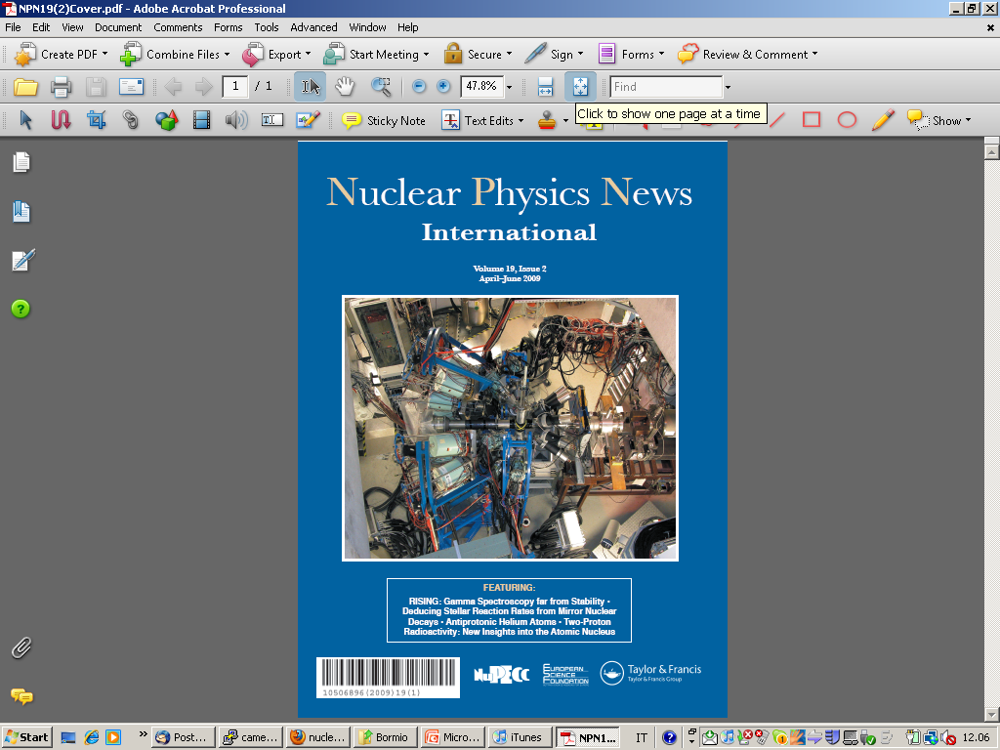 NPN19(2)Cover.pdf - Adobe Acrobat Professional
File Edit View Document Comments Forms Tools Advanced Window Help
Create PDF Combine Files Export Start Meeting Secure Sign Forms Review & Comment
1 / 1 47.8% Find
Click to show one page at a time
Sticky Note Text Edits Show
Nuclear Physics News
International
Volume 19, Issue 2
April–June 2009
FEATURING:
RISING: Gamma Spectroscopy far from Stability •
Deducing Stellar Reaction Rates from Mirror Nuclear
Decays • Antiprotonic Helium Atoms • Two-Proton
Radioactivity: New Insights into the Atomic Nucleus
10506896(2009)19(1)
NuPECC
EUROPEAN
SCIENCE
FOUNDATION
Taylor & Francis
Taylor & Francis Group
Start » Post... came... nucle... Bormio Micro... iTunes NPN1... IT 12.06